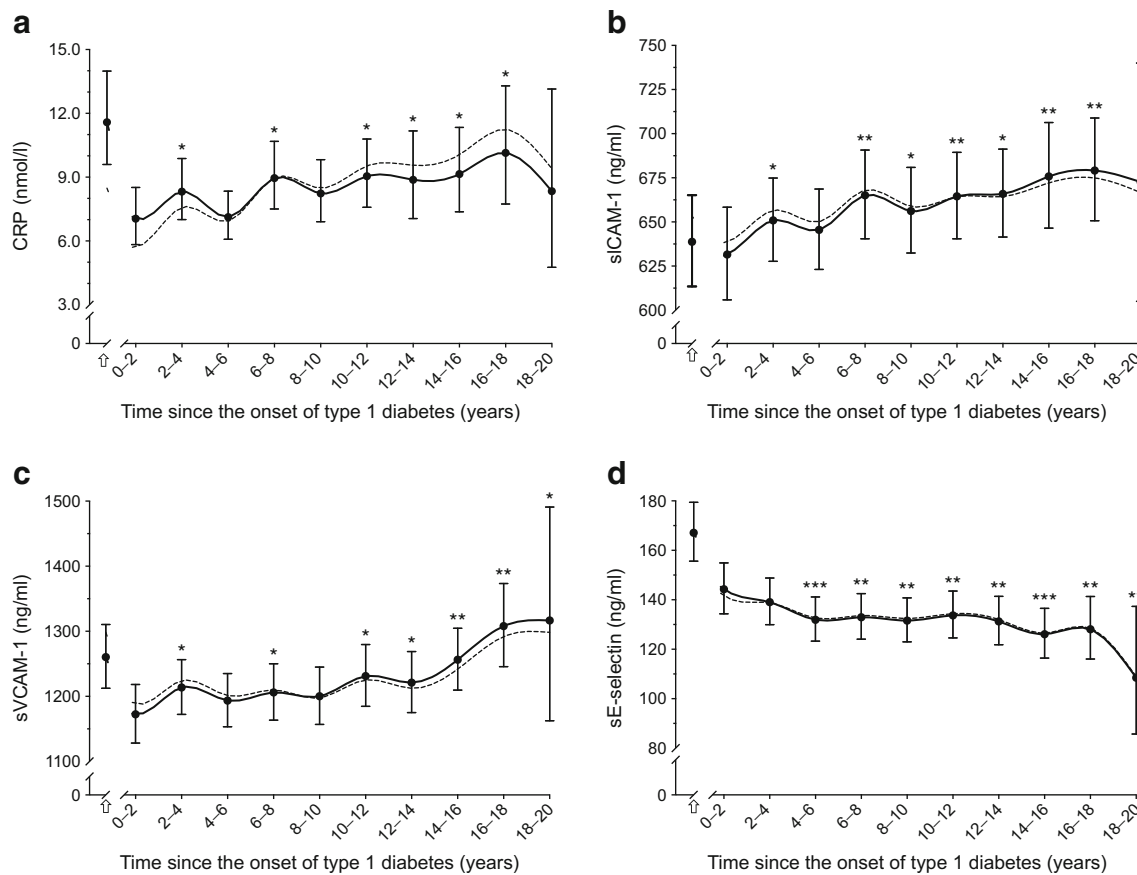 a
15.0
12.0
9.0
6.0
3.0
0
CRP (nmol/l)
* * * * * *
⇧ 0–2 2–4 4–6 6–8 8–10 10–12 12–14 14–16 16–18 18–20
Time since the onset of type 1 diabetes (years)
b
750
725
700
675
650
625
600
0
sICAM-1 (ng/ml)
* ** * ** * ** **
⇧ 0–2 2–4 4–6 6–8 8–10 10–12 12–14 14–16 16–18 18–20
Time since the onset of type 1 diabetes (years)
c
1500
1400
1300
1200
1100
0
sVCAM-1 (ng/ml)
* * * * ** ** *
⇧ 0–2 2–4 4–6 6–8 8–10 10–12 12–14 14–16 16–18 18–20
Time since the onset of type 1 diabetes (years)
d
180
160
140
120
100
80
0
sE-selectin (ng/ml)
*** ** ** ** ** *** **
⇧ 0–2 2–4 4–6 6–8 8–10 10–12 12–14 14–16 16–18 18–20
Time since the onset of type 1 diabetes (years)